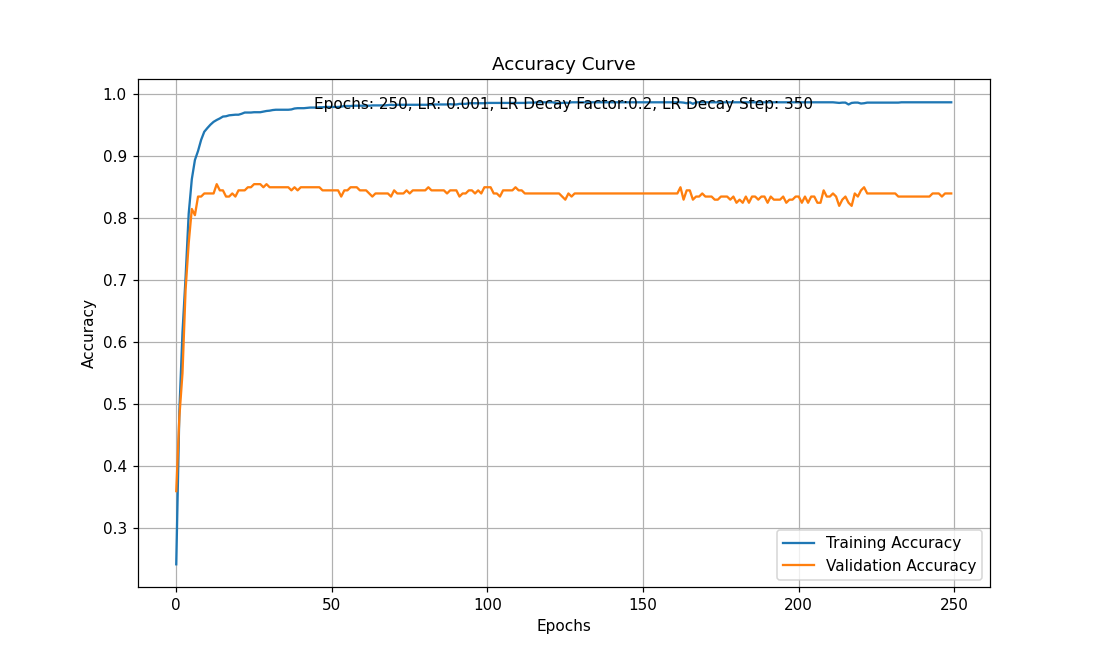 Accuracy Curve
Epochs: 250, LR: 0.001, LR Decay Factor:0.2, LR Decay Step: 350
1.0
0.9
0.8
0.7
0.6
0.5
0.4
0.3
Accuracy
Training Accuracy
Validation Accuracy
0 50 100 150 200 250
Epochs